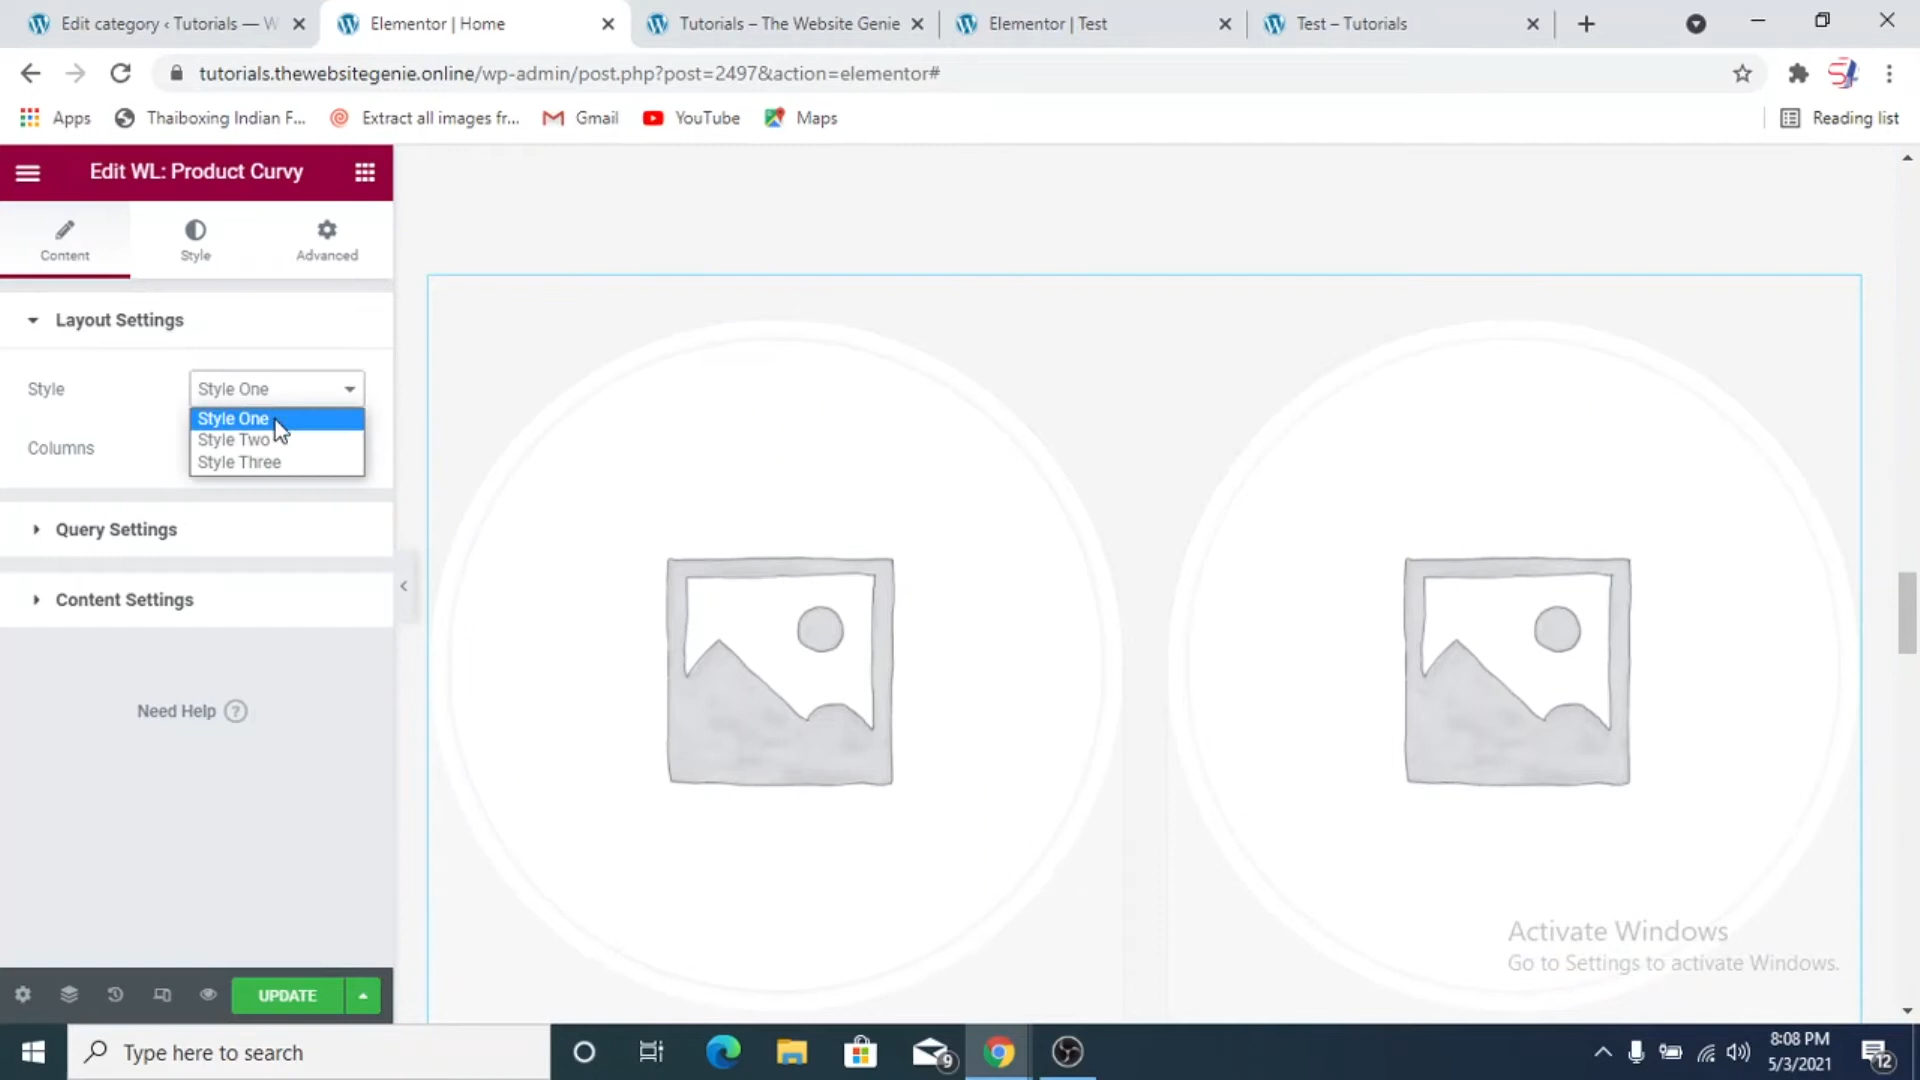 Edit category ‹ Tutorials — W
Elementor | Home
Tutorials – The Website Genie
Elementor | Test
Test – Tutorials
tutorials.thewebsitegenie.online/wp-admin/post.php?post=2497&action=elementor#
Apps
Thaiboxing Indian F...
Extract all images fr...
Gmail
YouTube
Maps
Reading list
Edit WL: Product Curvy
Content
Style
Advanced
Layout Settings
Style
Style One
Style One
Style Two
Style Three
Columns
Query Settings
Content Settings
Need Help ?
UPDATE
Activate Windows
Go to Settings to activate Windows.
Type here to search
9
8:08 PM
5/3/2021
12